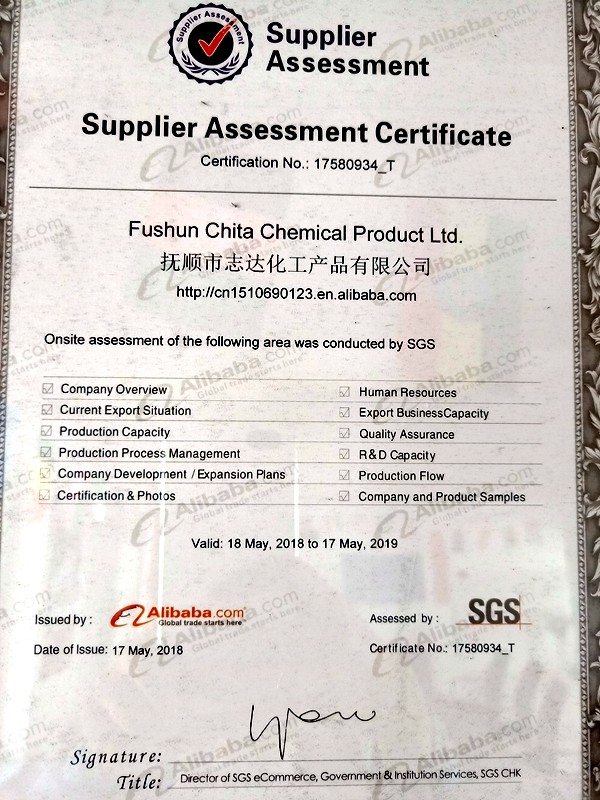 Supplier Assessment
Supplier
Assessment
Supplier Assessment Certificate
Certification No.: 17580934_T
Fushun Chita Chemical Product Ltd.
抚顺市志达化工产品有限公司
http://cn1510690123.en.alibaba.com
Onsite assessment of the following area was conducted by SGS
Company Overview
Human Resources
Current Export Situation
Export BusinessCapacity
Production Capacity
Quality Assurance
Production Process Management
R&D Capacity
Company Development / Expansion Plans
Production Flow
Certification & Photos
Company and Product Samples
Valid: 18 May, 2018 to 17 May, 2019
Issued by : Alibaba.com
Global trade starts here™
Assessed by : SGS
Date of Issue: 17 May, 2018
Certificate No.: 17580934_T
Signature:
Title: Director of SGS eCommerce, Government & Institution Services, SGS CHK